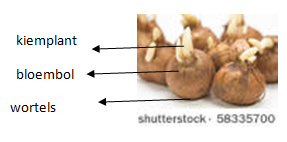 kiemplant
bloembol
wortels
shutterstock · 58335700